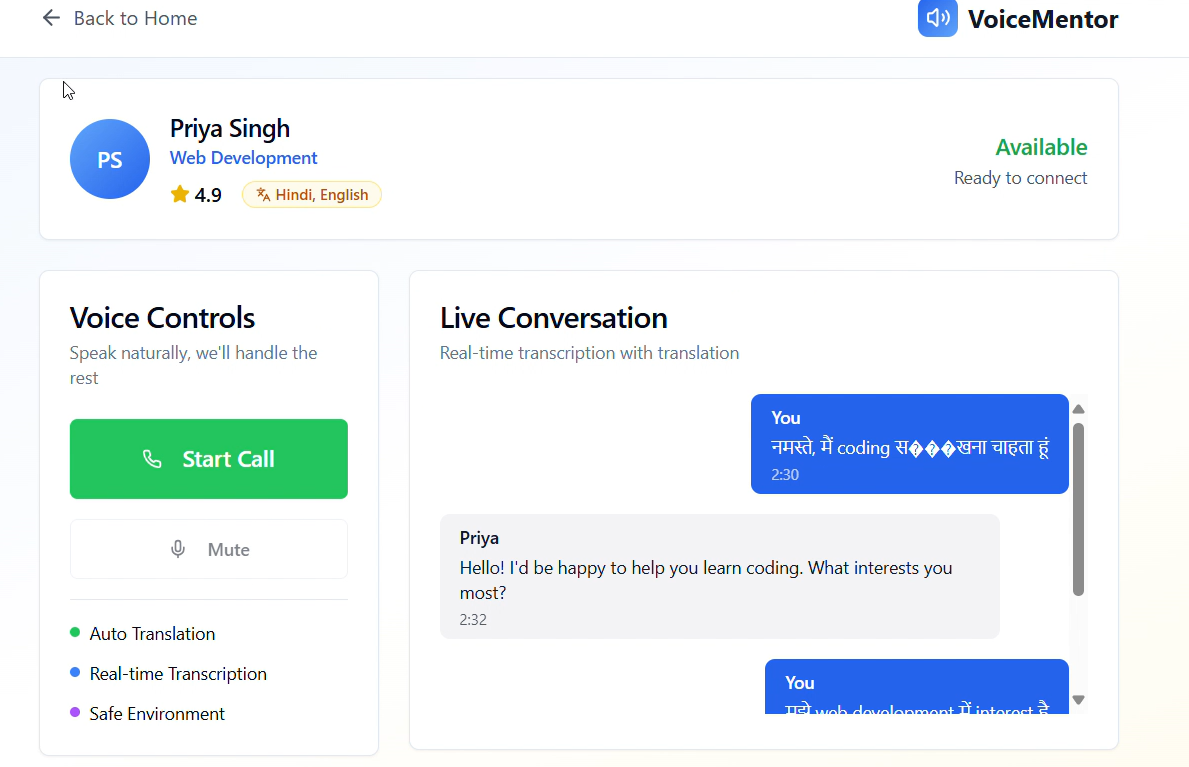 Back to Home
VoiceMentor
PS
Priya Singh
Web Development
4.9
Hindi, English
Available
Ready to connect
Voice Controls
Speak naturally, we'll handle the
rest
Start Call
Mute
Auto Translation
Real-time Transcription
Safe Environment
Live Conversation
Real-time transcription with translation
You
नमस्ते, मैं coding स���खना चाहता हूं
2:30
Priya
Hello! I'd be happy to help you learn coding. What interests you
most?
2:32
You
मुझे web development में interest है